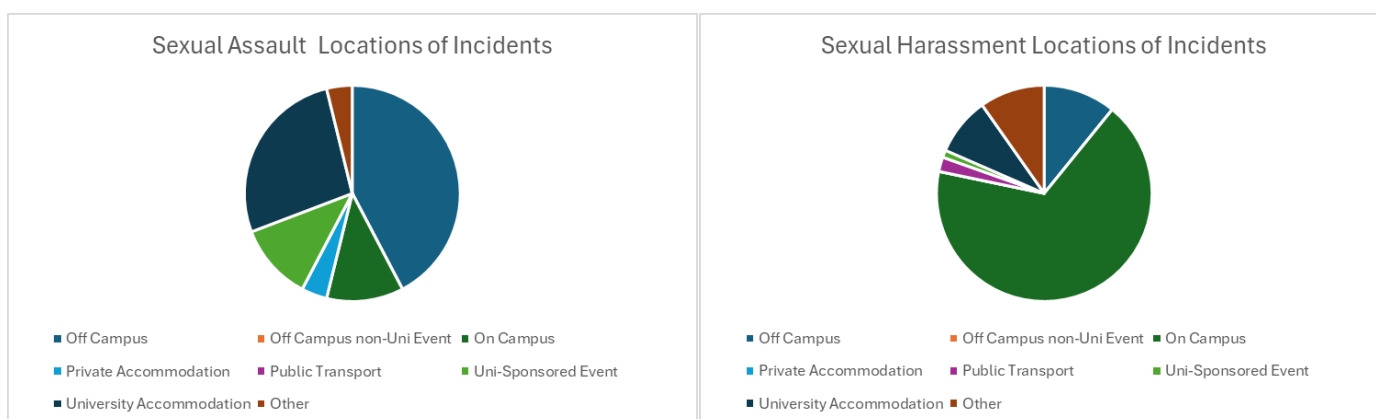 Sexual Assault  Locations of Incidents
Off Campus
Off Campus non-Uni Event
On Campus
Private Accommodation
Public Transport
Uni-Sponsored Event
University Accommodation
Other
Sexual Harassment Locations of Incidents
Off Campus
Off Campus non-Uni Event
On Campus
Private Accommodation
Public Transport
Uni-Sponsored Event
University Accommodation
Other